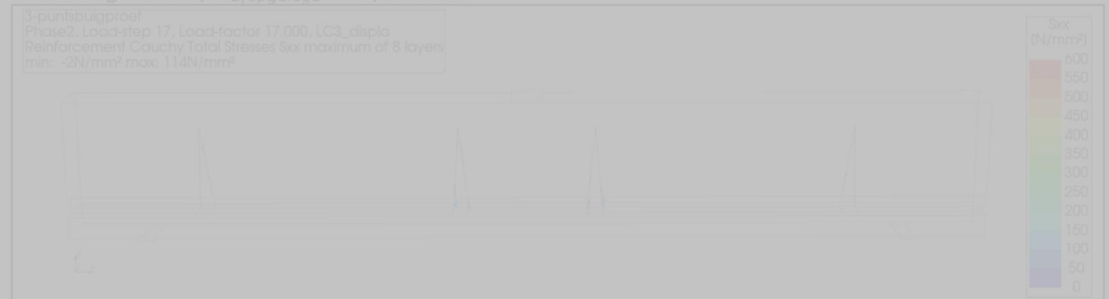 3-puntsbuigproef
Phase2, Load-step 17, Load-factor 17.000, LC3_displa
Reinforcement Cauchy Total Stresses Sxx maximum of 8 layers
min: -2N/mm² max: 114N/mm²
Sxx
(N/mm²)
600
550
500
450
400
350
300
250
200
150
100
50
0